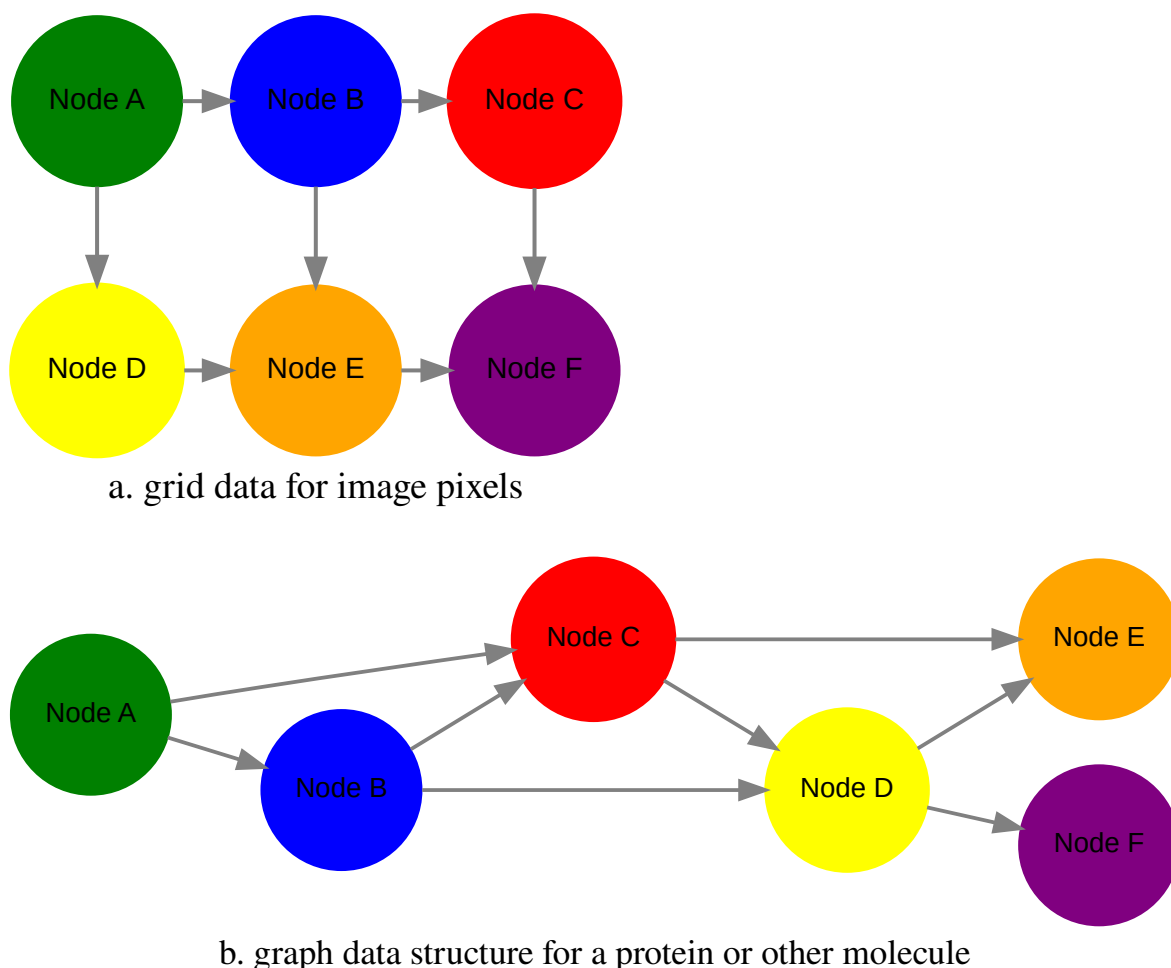 Node A
Node B
Node C
Node D
Node E
Node F
a. grid data for image pixels
Node C
Node E
Node A
Node B
Node D
Node F
b. graph data structure for a protein or other molecule